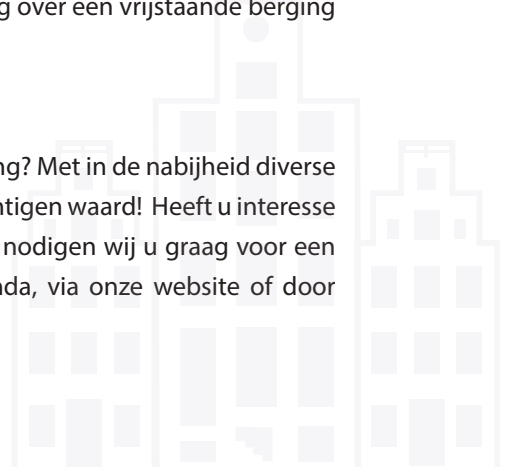 g over een vrijstaande berging
ng? Met in de nabijheid diverse
htigen waard! Heeft u interesse
nodigen wij u graag voor een
nda, via onze website of door